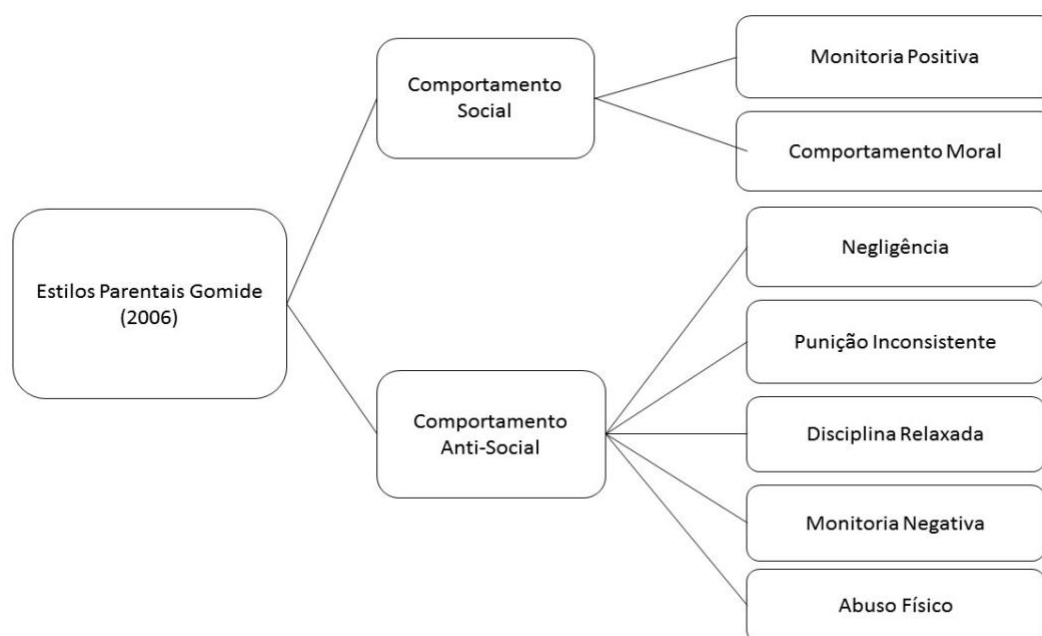 Estilos Parentais Gomide
(2006)
Comportamento
Social
Monitoria Positiva
Comportamento Moral
Comportamento
Anti-Social
Negligência
Punição Inconsistente
Disciplina Relaxada
Monitoria Negativa
Abuso Físico